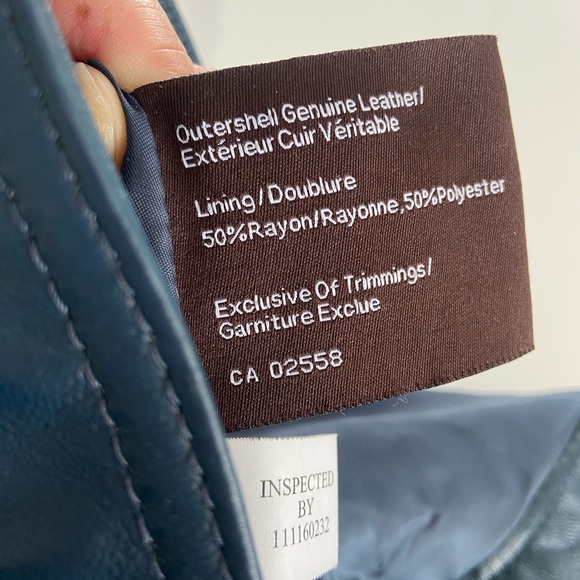 Outershell Genuine Leather/
Extérieur Cuir Véritable
Lining/Doublure
50%Rayon/Rayonne,50%Polyester
Exclusive Of Trimmings/
Garniture Exclue
CA 02558
INSPECTED
BY
111160232